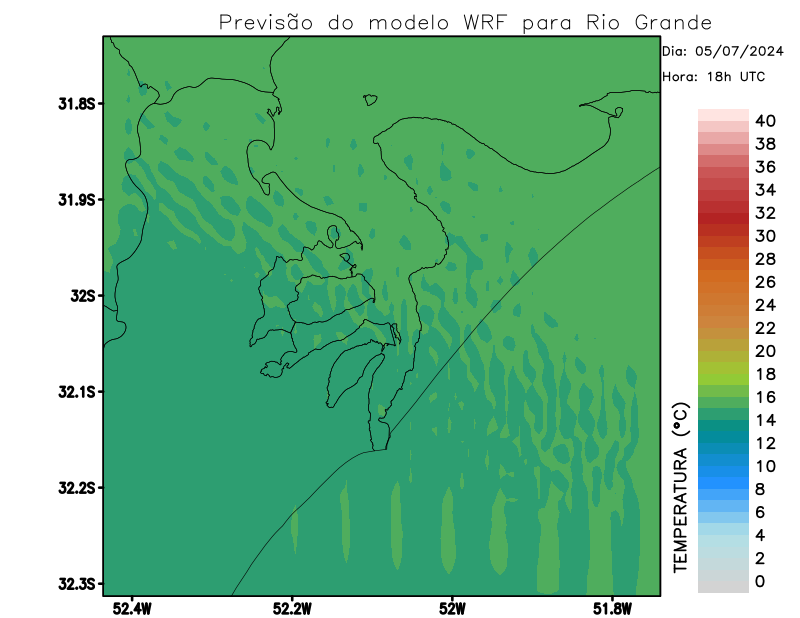 Previsão do modelo WRF para Rio Grande
Dia: 05/07/2024
Hora: 18h UTC
31.8S
31.9S
32S
32.1S
32.2S
32.3S
52.4W
52.2W
52W
51.8W
TEMPERATURA (°C)
40
38
36
34
32
30
28
26
24
22
20
18
16
14
12
10
8
6
4
2
0